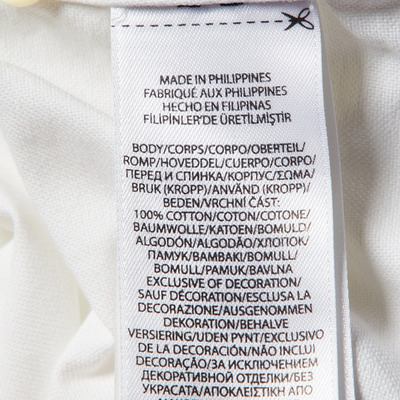 MADE IN PHILIPPINES
FABRIQUÉ AUX PHILIPPINES
HECHO EN FILIPINAS
FİLİPİNLER'DE ÜRETİLMİŞTİR
BODY/CORPS/CORPO/OBERTEIL/
ROMP/HOVEDDEL/CUERPO/CORPO/
ПЕРЕД И СПИНКА/KORPUC/ΣΩΜΑ/
BRUK (KROPP)/ANVÄND (KROPP)/
BEDEN/VRCHNÍ ČÁST:
100% COTTON/COTON/COTONE/
BAUMWOLLE/KATOEN/BOMULD/
ALGODÓN/ALGODÃO/ХЛОПОК/
ПАМУК/ΒΑΜΒΑΚΙ/BOMULL/
BOMULL/PAMUK/BAVLNA
EXCLUSIVE OF DECORATION/
SAUF DÉCORATION/ESCLUSA LA
DECORAZIONE/AUSGENOMMEN
DEKORATION/BEHALVE
VERSIERING/UDEN PYNT/EXCLUSIVO
DE LA DECORACIÓN/NÃO INCLUI
DECORAÇÃO/ЗА ИСКЛЮЧЕНИЕМ
ДЕКОРАТИВНОЙ ОТДЕЛКИ/БЕЗ
УКРАСА/ΑΠΟΚΛΕΙΣΤΙΚΗ ΑΠΟ